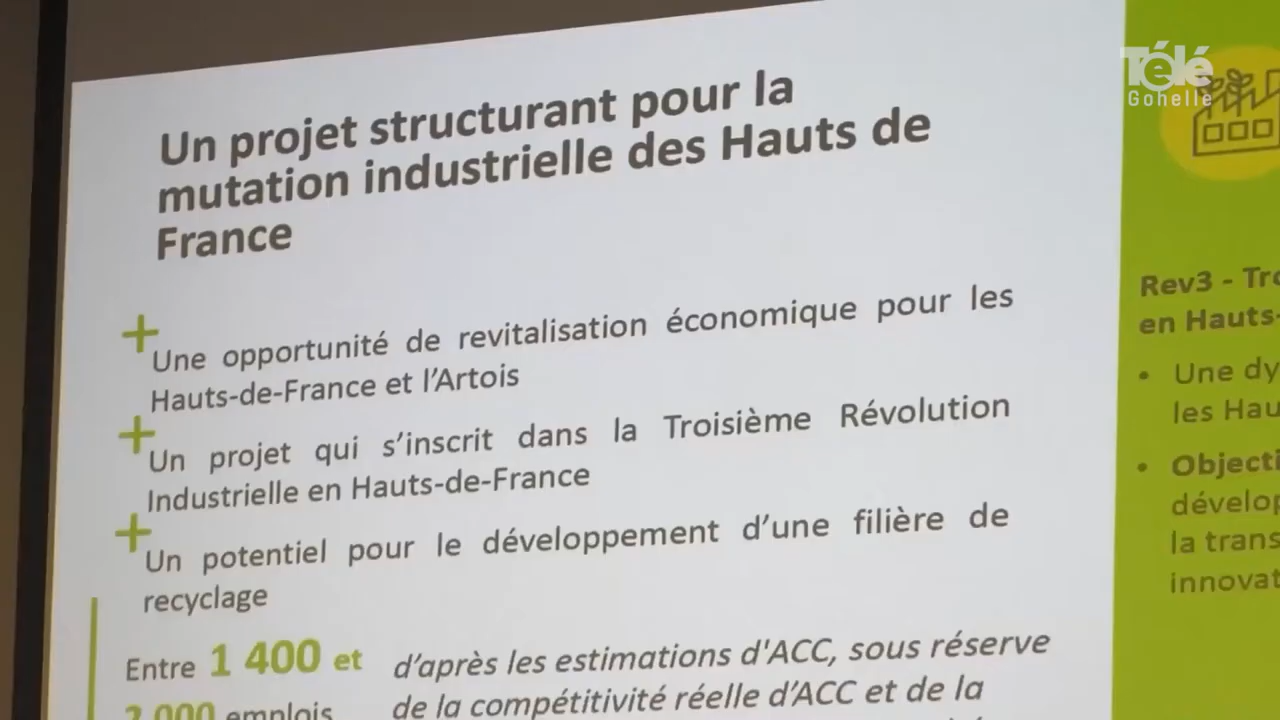 Télé
Gohelle
Un projet structurant pour la
mutation industrielle des Hauts de
France
Une opportunité de revitalisation économique pour les
Hauts-de-France et l'Artois
Un projet qui s'inscrit dans la Troisième Révolution
Industrielle en Hauts-de-France
Un potentiel pour le développement d'une filière de
recyclage
Entre 1 400 et
2 000 emplois
d'après les estimations d'ACC, sous réserve
de la compétitivité réelle d'ACC et de la
Rev3 - Tro
en Hauts-
• Une dy
les Hau
• Objecti
dévelop
la trans
innovat